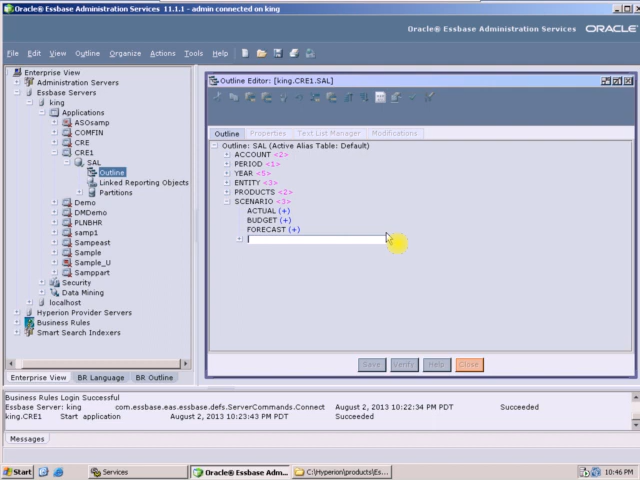 Oracle® Essbase Administration Services 11.1.1 - admin connected on king
Oracle® Essbase Administration Services ORACLE
File Edit View Outline Organize Actions Tools Help
Enterprise View
Administration Servers
Essbase Servers
king
Applications
ASOsamp
COMFIN
CRE
CRE1
SAL
Outline
Linked Reporting Objects
Partitions
Demo
DMDemo
PLNBHR
samp1
Sampeast
Sample
Sample_U
Samppart
Security
Data Mining
localhost
Hyperion Provider Servers
Business Rules
Smart Search Indexers
Enterprise View BR Language BR Outline
Outline Editor: [king.CRE1.SAL]
Outline Properties Text List Manager Modifications
Outline: SAL (Active Alias Table: Default)
ACCOUNT <2>
PERIOD <1>
YEAR <5>
ENTITY <3>
PRODUCTS <2>
SCENARIO <3>
ACTUAL (+)
BUDGET (+)
FORECAST (+)
Save Verify Help Close
Business Rules Login Successful
Essbase Server: king com.essbase.eas.essbase.defs.ServerCommands.Connect August 2, 2013 10:22:34 PM PDT Succeeded
king.CRE1 Start application August 2, 2013 10:23:43 PM PDT Succeeded
Messages
Start Services Oracle® Essbase Adm... C:\Hyperion\products\Es... 10:46 PM